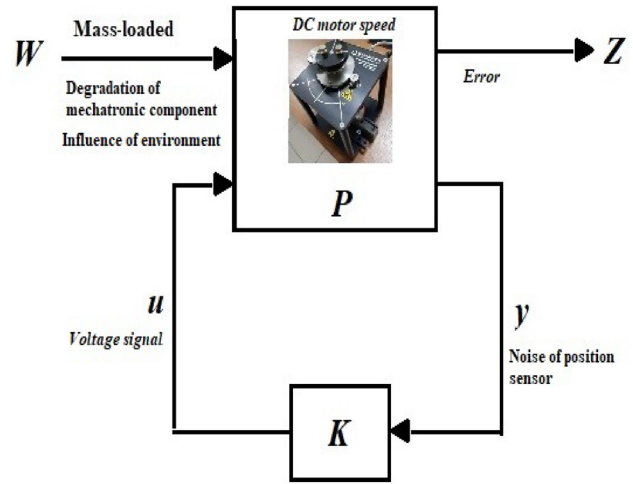 DC motor speed
Mass-loaded
W
Z
Degradation of
mechatronic component
Influence of environment
Error
P
u
Voltage signal
y
Noise of position
sensor
K